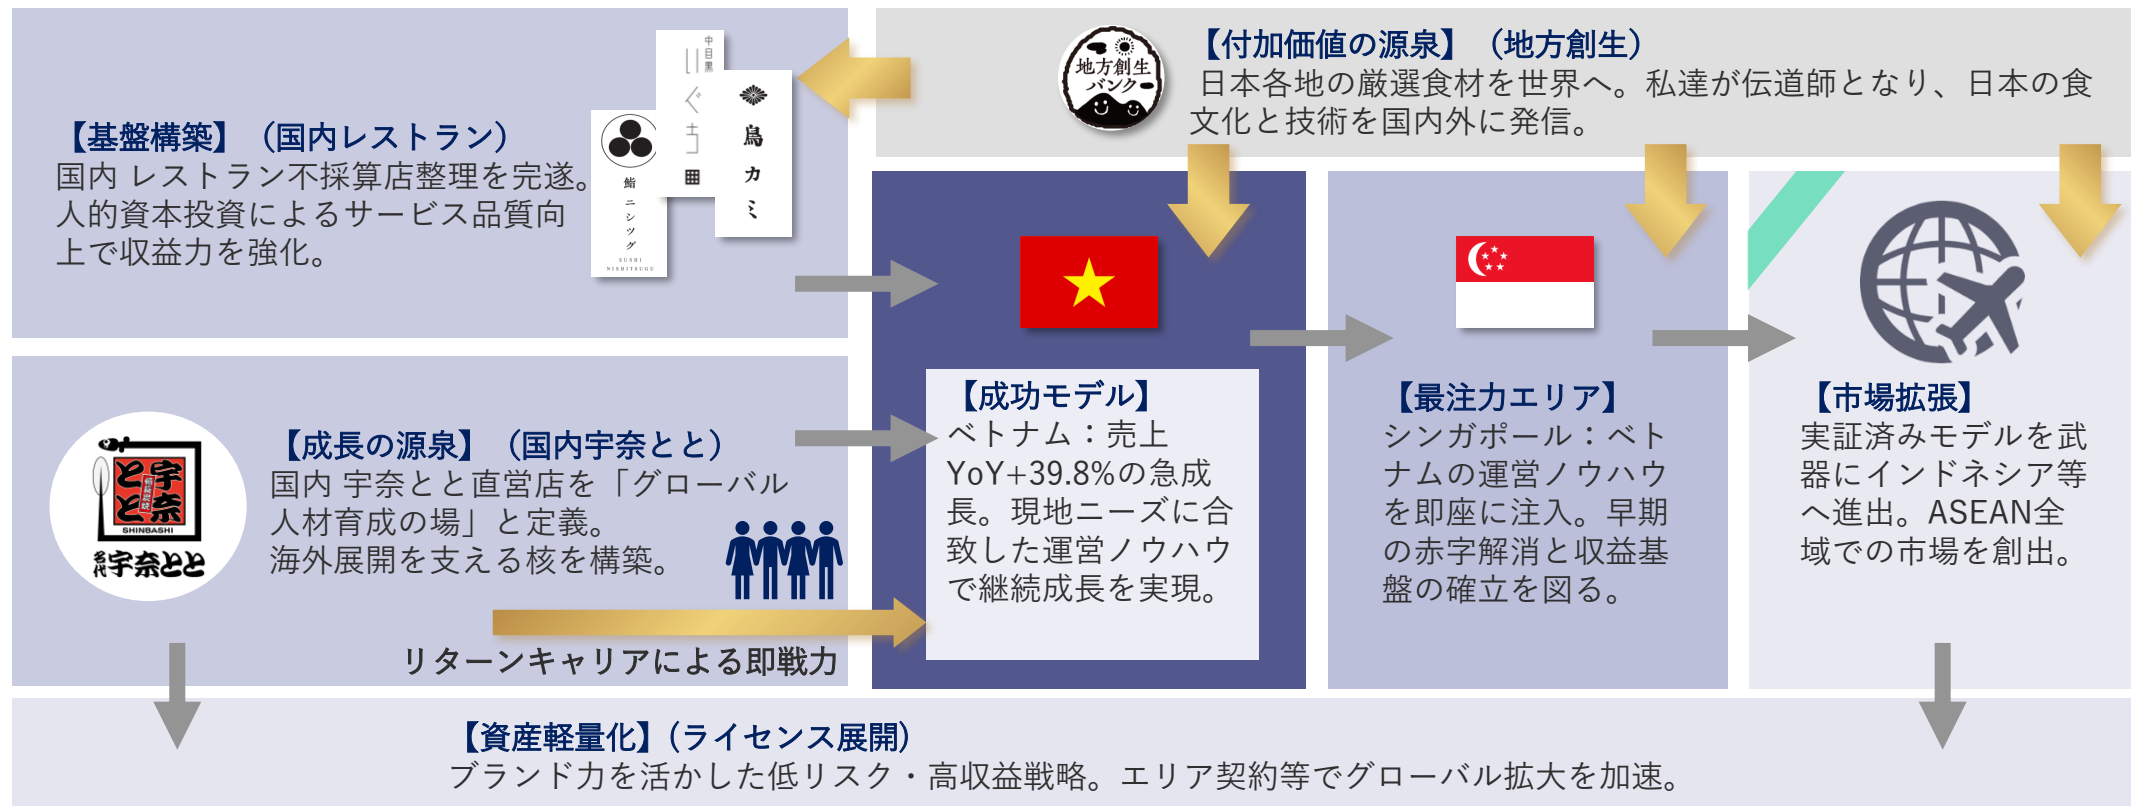 【基盤構築】（国内レストラン）
国内 レストラン不採算店整理を完遂。
人的資本投資によるサービス品質向
上で収益力を強化。
鮨
ニシツグ
SUSHI
NISHITSUGU
中目黒
いぐち
鳥カミ
地方創生
バンク
【付加価値の源泉】（地方創生）
日本各地の厳選食材を世界へ。私達が伝道師となり、日本の食
文化と技術を国内外に発信。
宇奈
とと
SHINBASHI
名代
宇奈とと
【成長の源泉】（国内宇奈とと）
国内 宇奈とと直営店を「グローバル
人材育成の場」と定義。
海外展開を支える核を構築。
リターンキャリアによる即戦力
【成功モデル】
ベトナム：売上
YoY+39.8%の急成
長。現地ニーズに合
致した運営ノウハウ
で継続成長を実現。
【最注力エリア】
シンガポール：ベト
ナムの運営ノウハウ
を即座に注入。早期
の赤字解消と収益基
盤の確立を図る。
【市場拡張】
実証済みモデルを武
器にインドネシア等
へ進出。ASEAN全
域での市場を創出。
【資産軽量化】（ライセンス展開）
ブランド力を活かした低リスク・高収益戦略。エリア契約等でグローバル拡大を加速。